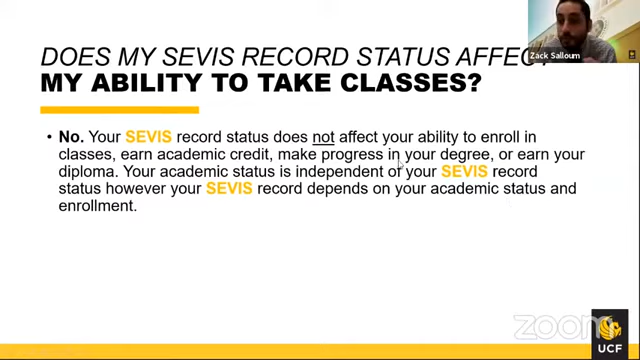 DOES MY SEVIS RECORD STATUS AFFECT
MY ABILITY TO TAKE CLASSES?
Zack Salloum
• No. Your SEVIS record status does not affect your ability to enroll in
classes, earn academic credit, make progress in your degree, or earn your
diploma. Your academic status is independent of your SEVIS record
status however your SEVIS record depends on your academic status and
enrollment.
zoom
UCF